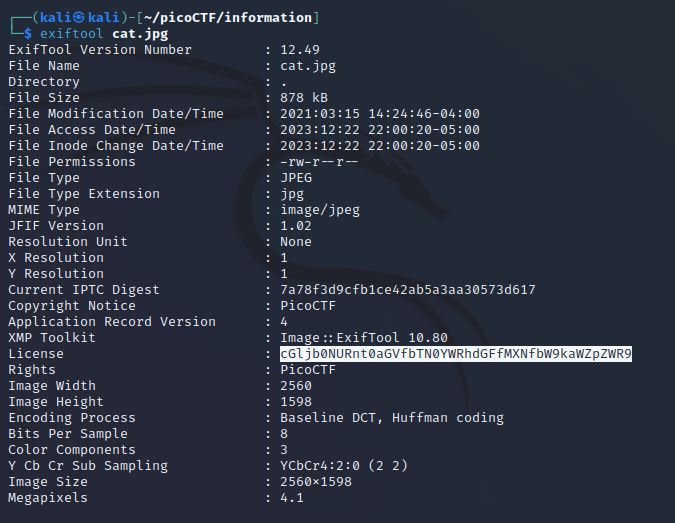 ┌──(kali㉿kali)-[~/picoCTF/information]
└─$ exiftool cat.jpg
ExifTool Version Number : 12.49
File Name : cat.jpg
Directory : .
File Size : 878 kB
File Modification Date/Time : 2021:03:15 14:24:46-04:00
File Access Date/Time : 2023:12:22 22:00:20-05:00
File Inode Change Date/Time : 2023:12:22 22:00:20-05:00
File Permissions : -rw-r--r--
File Type : JPEG
File Type Extension : jpg
MIME Type : image/jpeg
JFIF Version : 1.02
Resolution Unit : None
X Resolution : 1
Y Resolution : 1
Current IPTC Digest : 7a78f3d9cfb1ce42ab5a3aa30573d617
Copyright Notice : PicoCTF
Application Record Version : 4
XMP Toolkit : Image::ExifTool 10.80
License : cGljb0NURnt0aGVfbTN0YWRhdGFfMXNfbW9kaWZpZWR9
Rights : PicoCTF
Image Width : 2560
Image Height : 1598
Encoding Process : Baseline DCT, Huffman coding
Bits Per Sample : 8
Color Components : 3
Y Cb Cr Sub Sampling : YCbCr4:2:0 (2 2)
Image Size : 2560×1598
Megapixels : 4.1